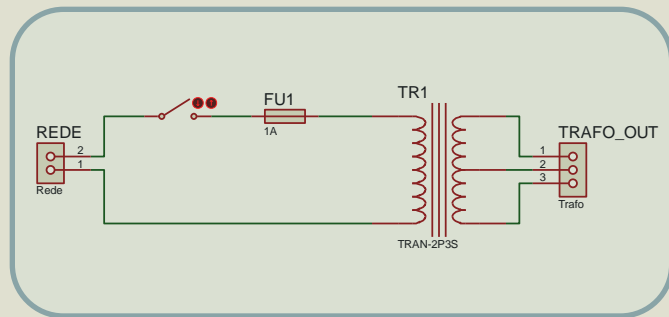 TR1
FU1
1A
REDE
2
1
Rede
TRAFO_OUT
1
2
3
Trafo
TRAN-2P3S